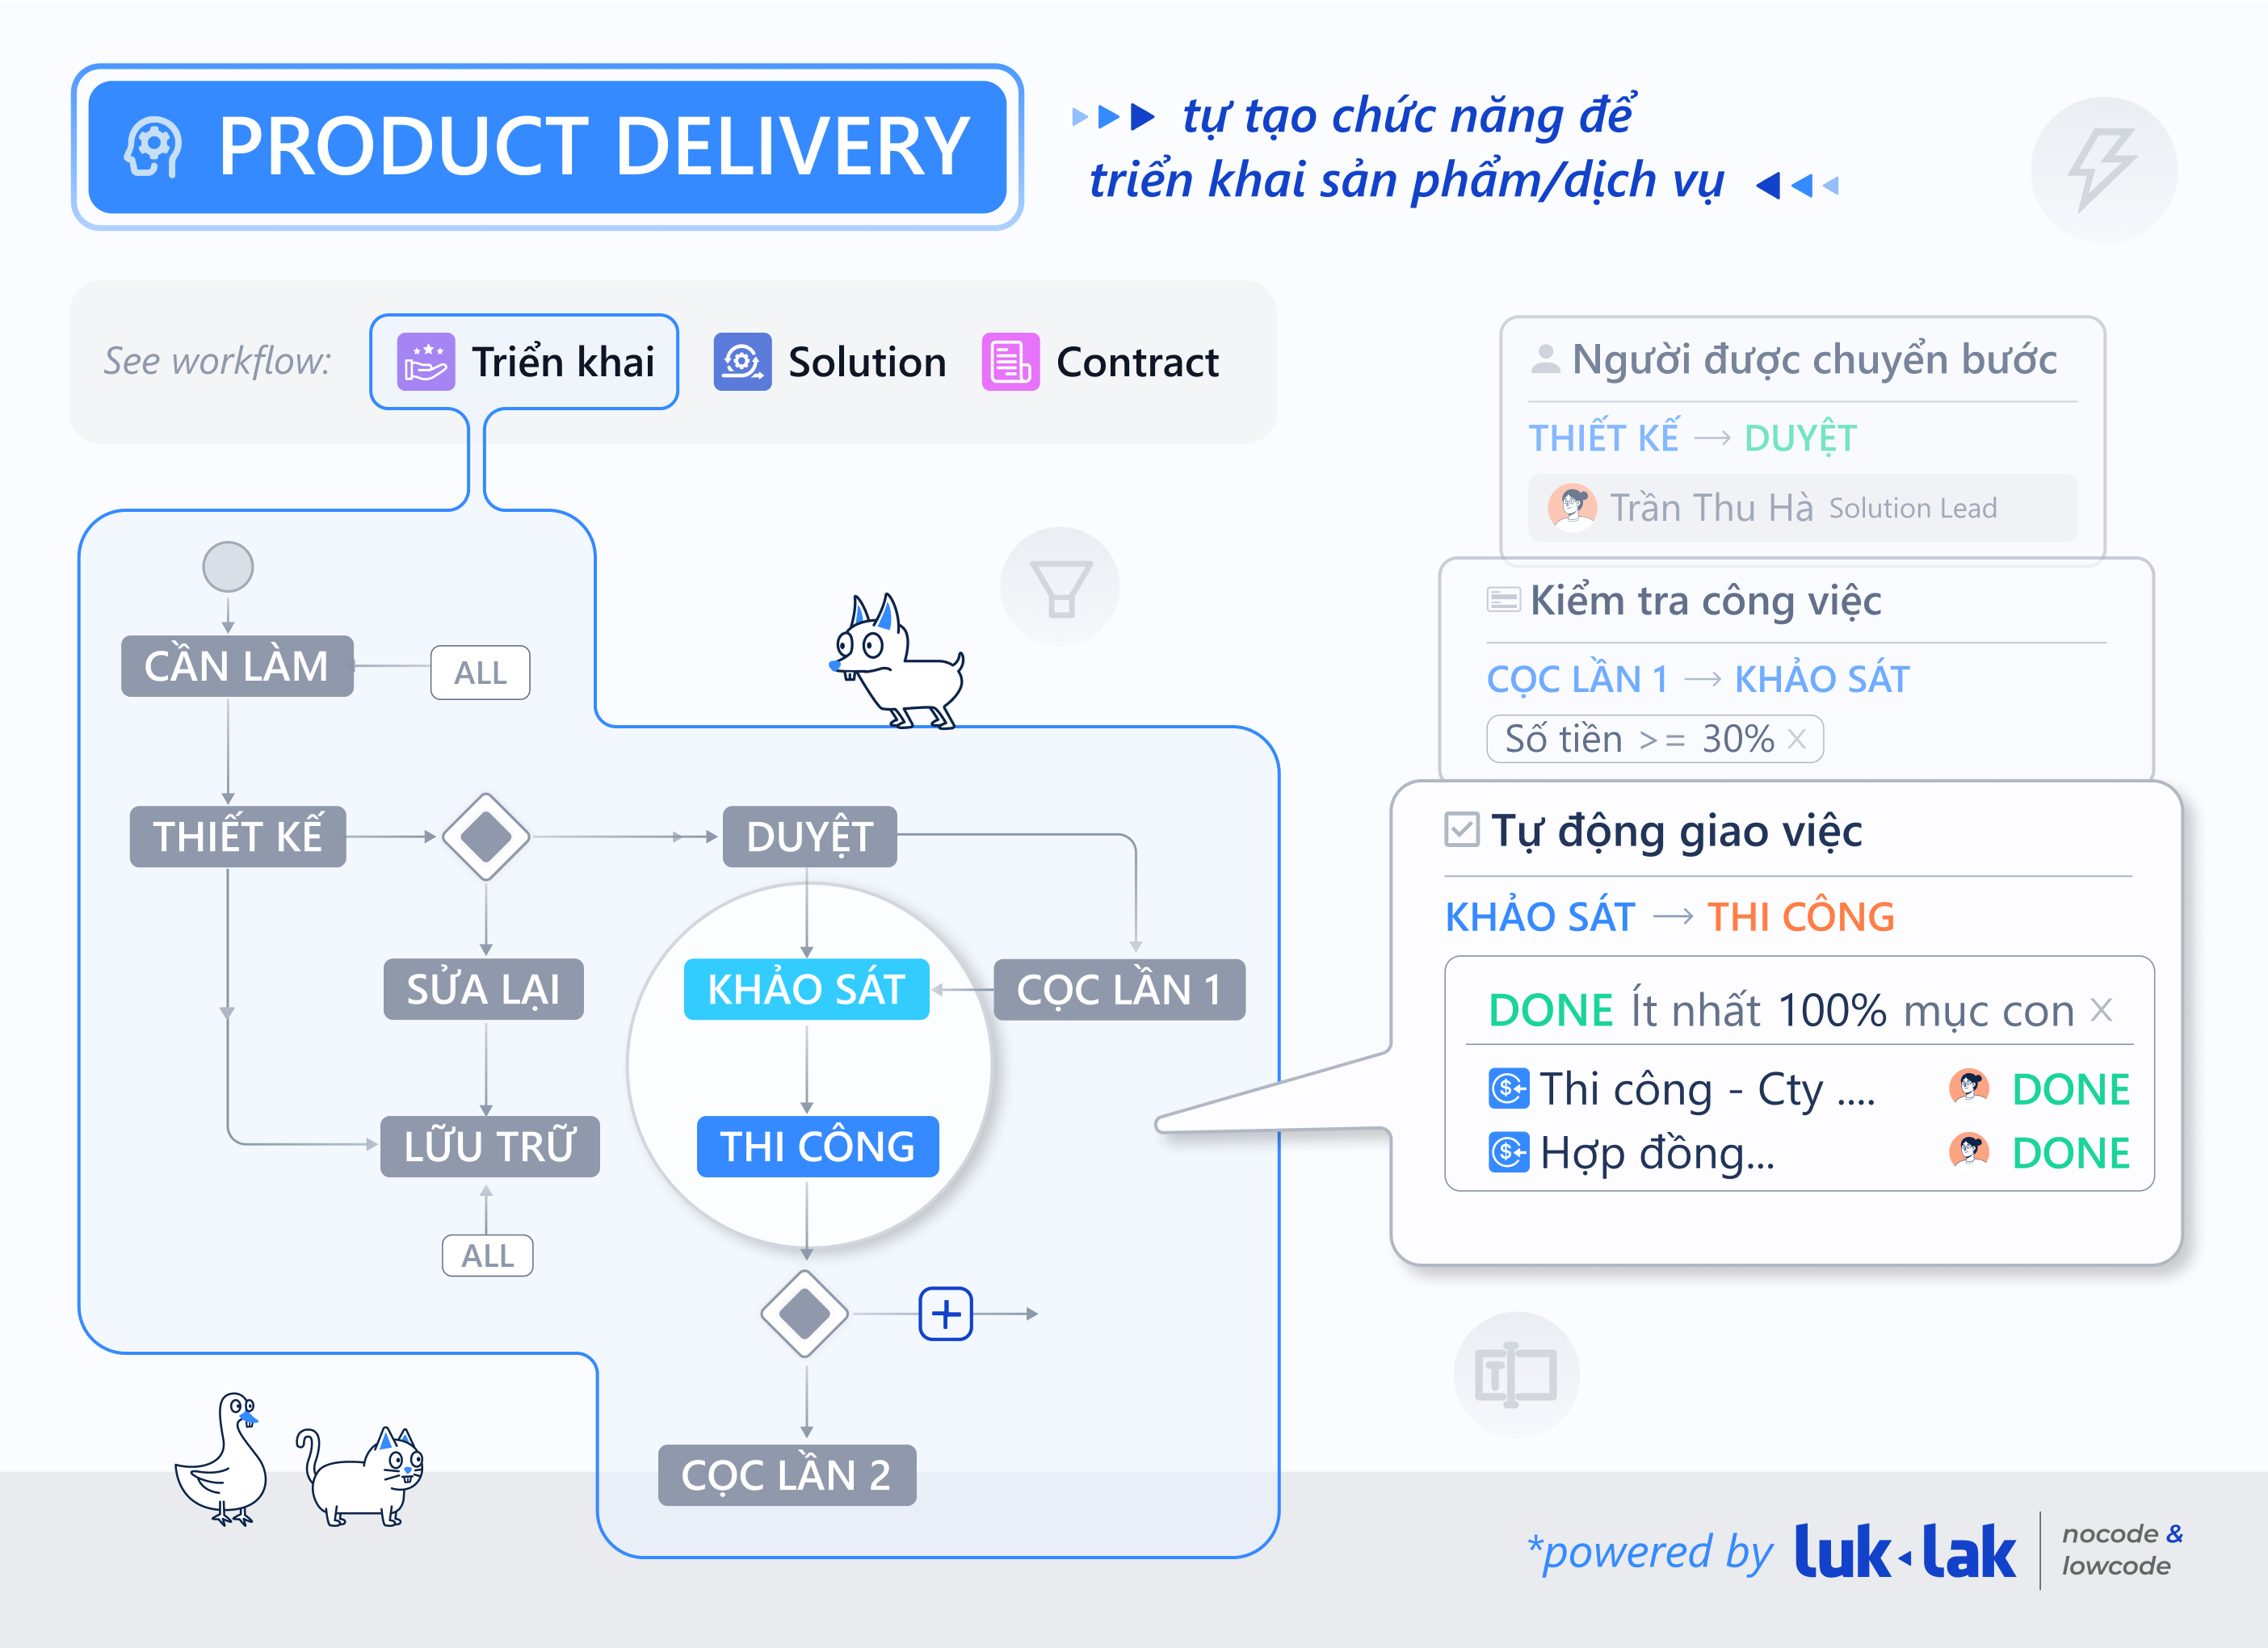 PRODUCT DELIVERY
tự tạo chức năng để
triển khai sản phẩm/dịch vụ
See workflow:
Triển khai
Solution
Contract
CẦN LÀM
ALL
THIẾT KẾ
DUYỆT
SỬA LẠI
KHẢO SÁT
CỌC LẦN 1
LỮU TRỮ
THI CÔNG
ALL
CỌC LẦN 2
Người được chuyển bước
THIẾT KẾ → DUYỆT
Trần Thu Hà Solution Lead
Kiểm tra công việc
CỌC LẦN 1 → KHẢO SÁT
Số tiền >= 30% X
Tự động giao việc
KHẢO SÁT → THI CÔNG
DONE Ít nhất 100% mục con X
Thi công - Cty .... DONE
Hợp đồng... DONE
*powered by luk lak
nocode &
lowcode